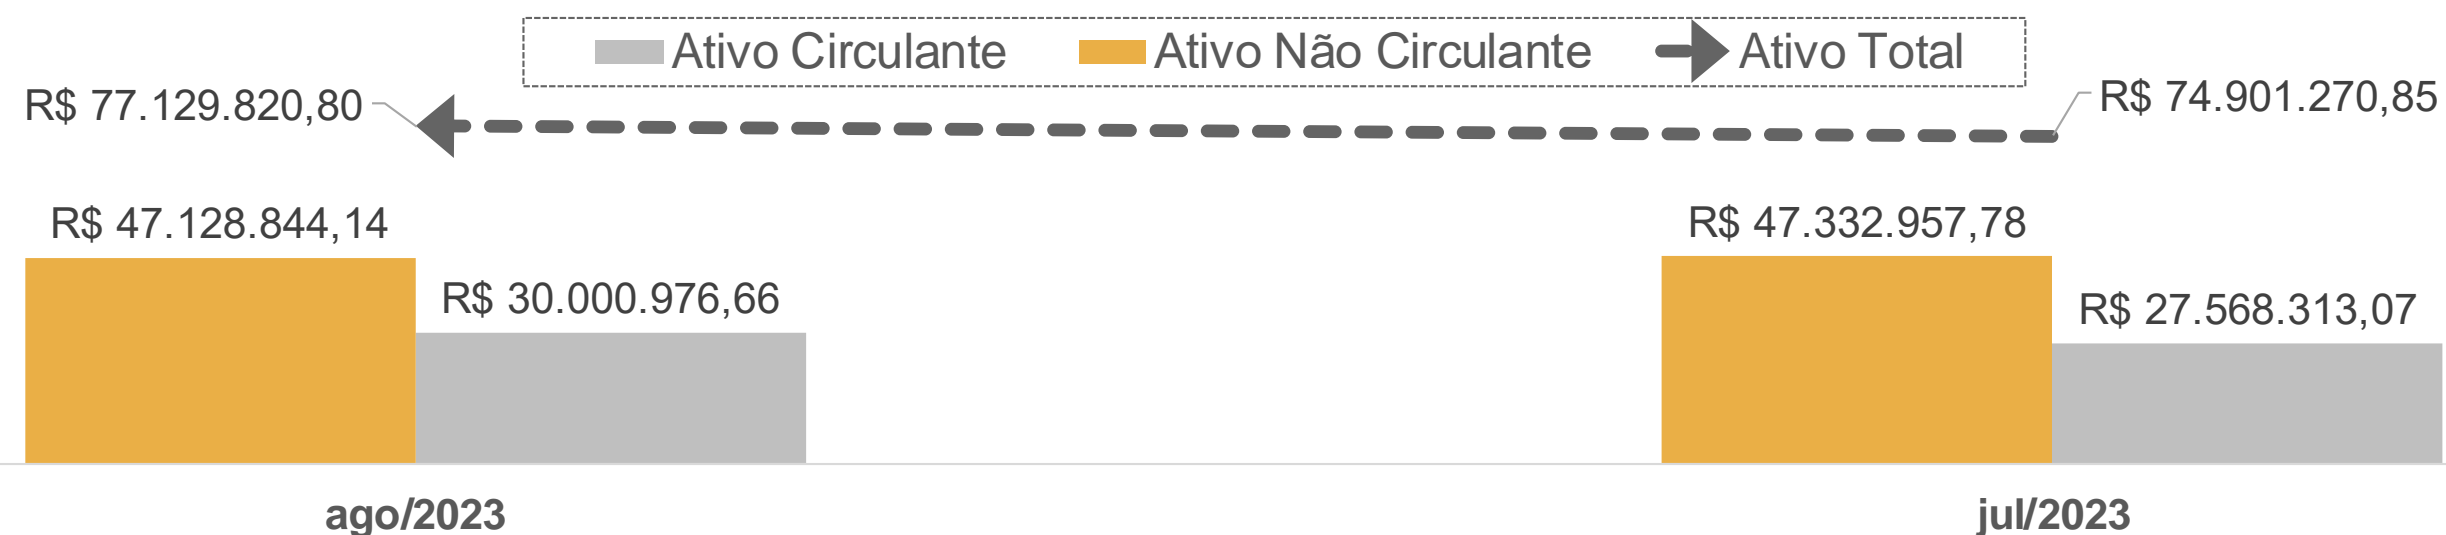 Ativo Circulante Ativo Não Circulante Ativo Total
R$ 77.129.820,80
R$ 74.901.270,85
R$ 47.128.844,14
R$ 30.000.976,66
R$ 47.332.957,78
R$ 27.568.313,07
ago/2023
jul/2023